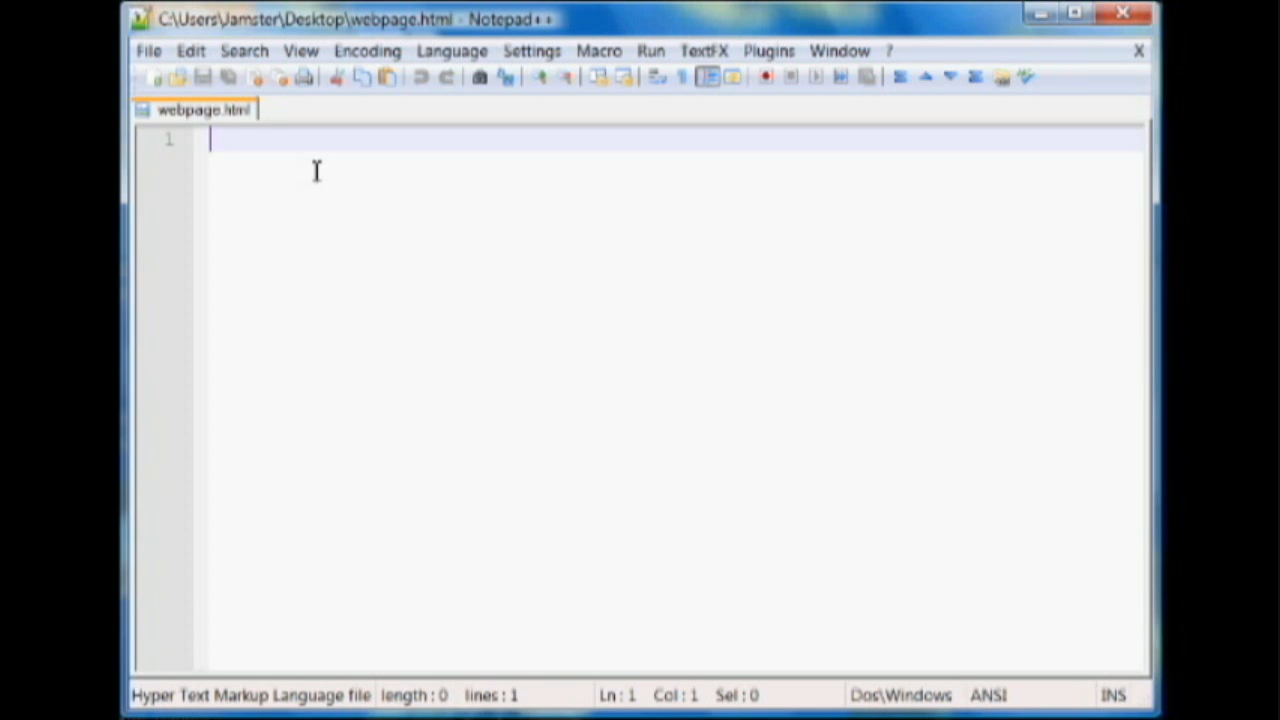 C:\Users\Jamster\Desktop\webpage.html - Notepad++
File Edit Search View Encoding Language Settings Macro Run TextFX Plugins Window ? X
webpage.html
1
Hyper Text Markup Language file length : 0 lines : 1 Ln : 1 Col : 1 Sel : 0 Dos\Windows ANSI INS